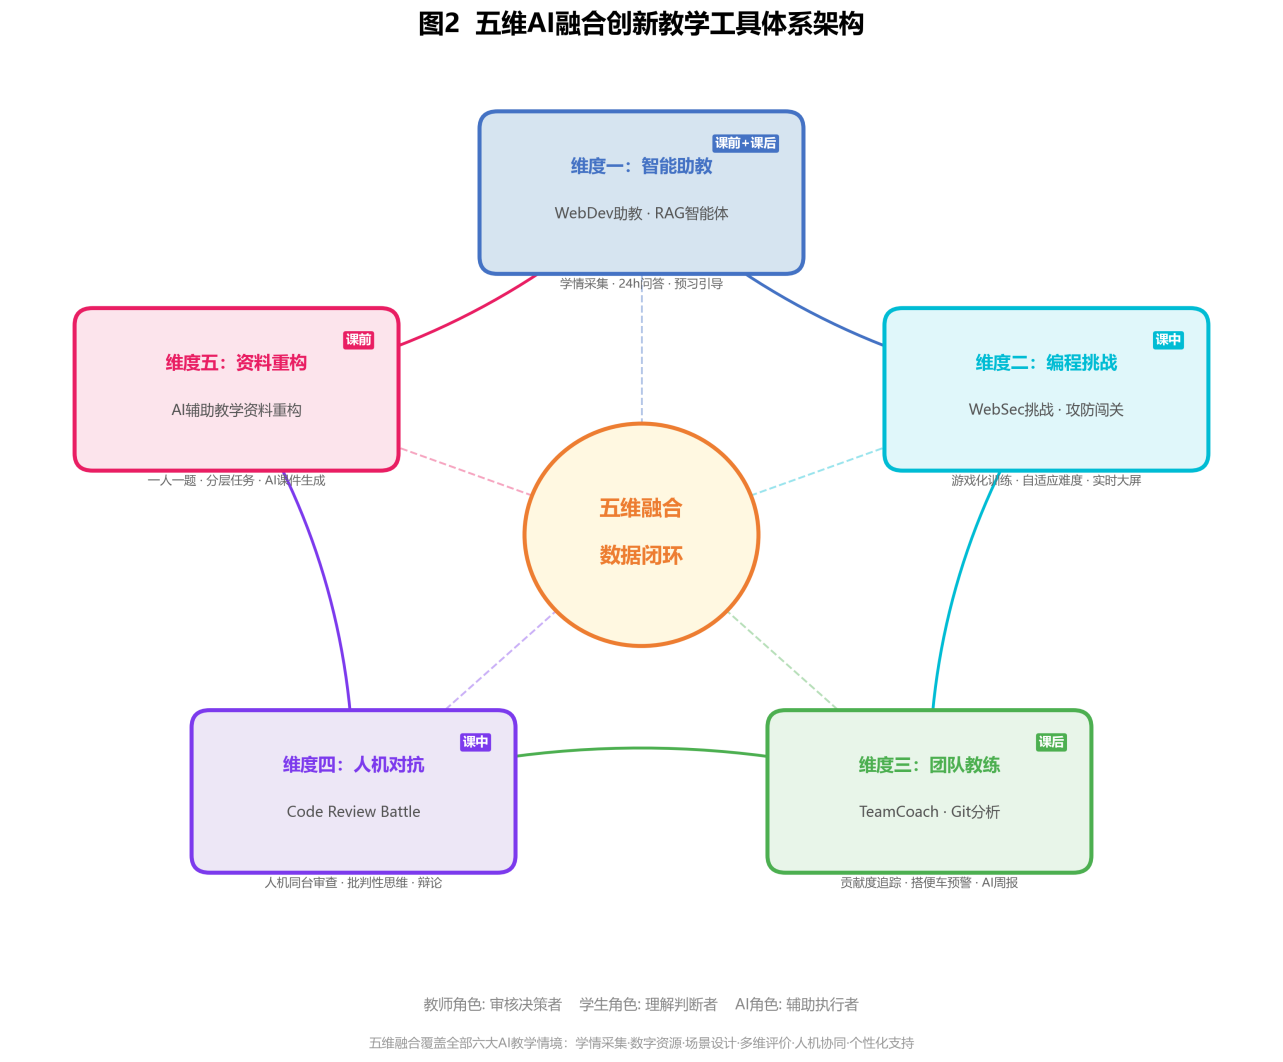 图2  五维AI融合创新教学工具体系架构
课前+课后
维度一：智能助教
WebDev助教 · RAG智能体
学情采集 · 24h问答 · 预习引导
课前
维度五：资料重构
AI辅助教学资料重构
一人一题 · 分层任务 · AI课件生成
课中
维度二：编程挑战
WebSec挑战 · 攻防闯关
游戏化训练 · 自适应难度 · 实时大屏
五维融合
数据闭环
课中
维度四：人机对抗
Code Review Battle
人机同台审查 · 批判性思维 · 辩论
课后
维度三：团队教练
TeamCoach · Git分析
贡献度追踪 · 搭便车预警 · AI周报
教师角色: 审核决策者    学生角色: 理解判断者    AI角色: 辅助执行者
五维融合覆盖全部六大AI教学情境：学情采集·数字资源·场景设计·多维评价·人机协同·个性化支持